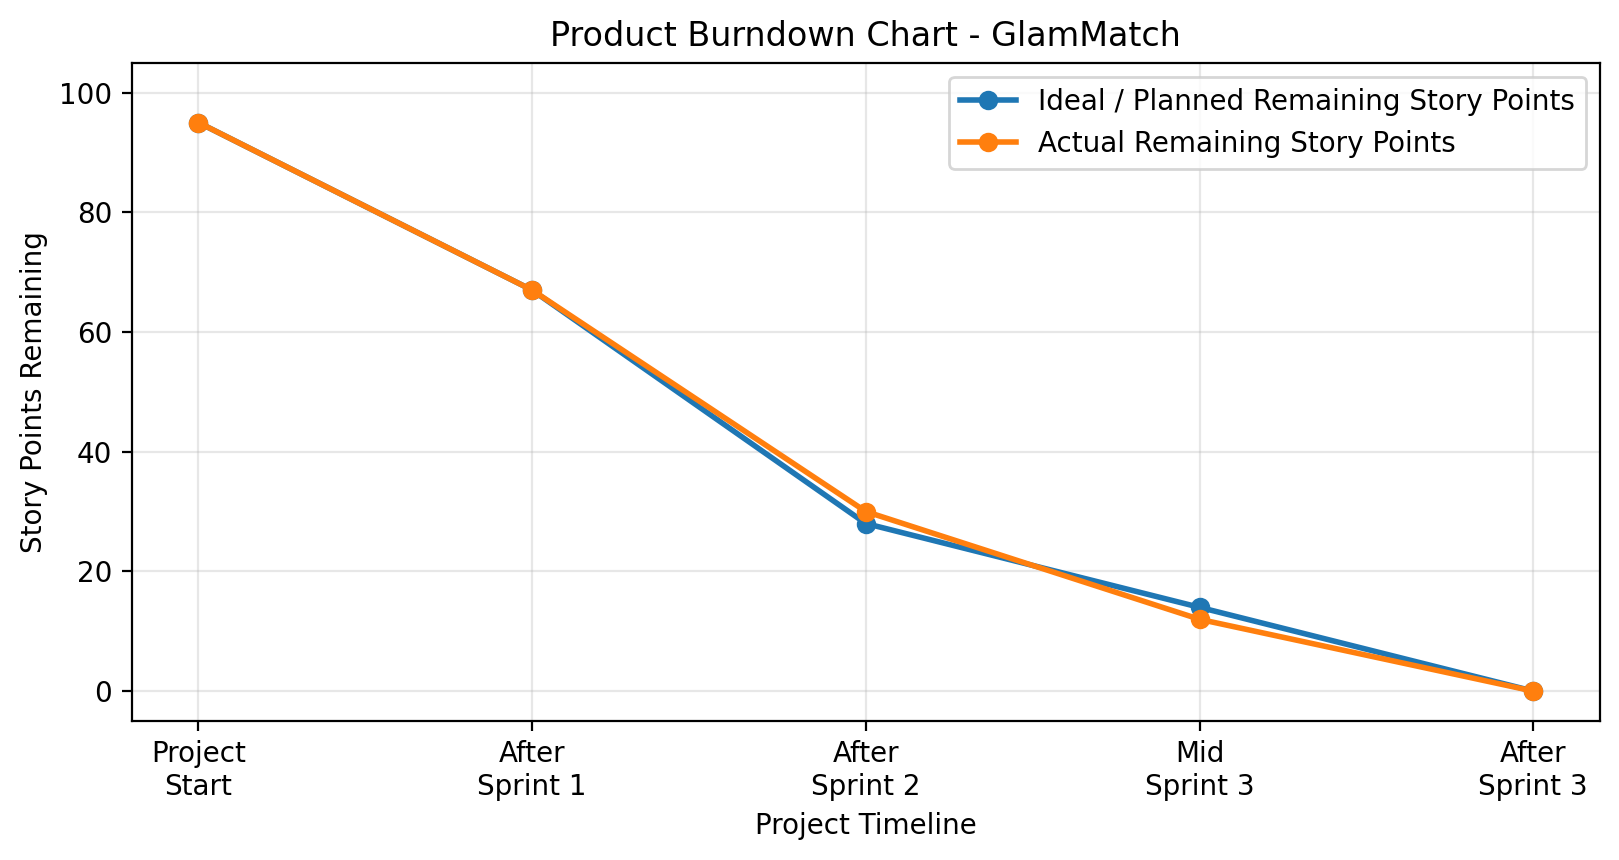 Product Burndown Chart - GlamMatch
Ideal / Planned Remaining Story Points
Actual Remaining Story Points
Story Points Remaining
100
80
60
40
20
0
Project
Start
After
Sprint 1
After
Sprint 2
Mid
Sprint 3
After
Sprint 3
Project Timeline